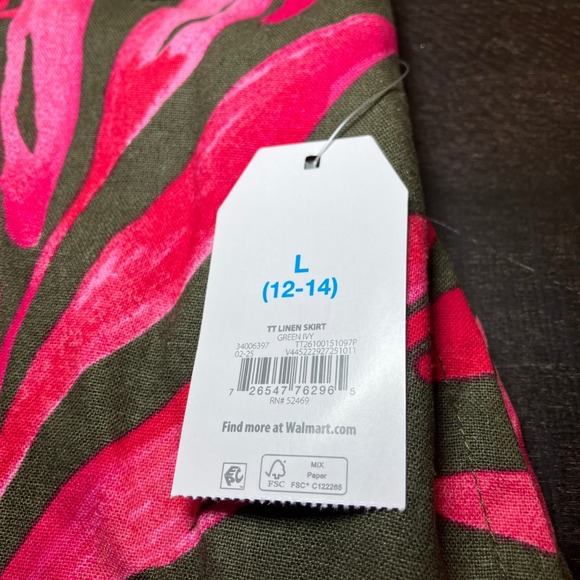 L
(12-14)
TT LINEN SKIRT
GREEN IVY
34006397 TT26100151097P
02-25 V445222927251011
7 26547 76296 5
RN# 52469
Find more at Walmart.com
FSC
MIX
Paper
FSC® C122265